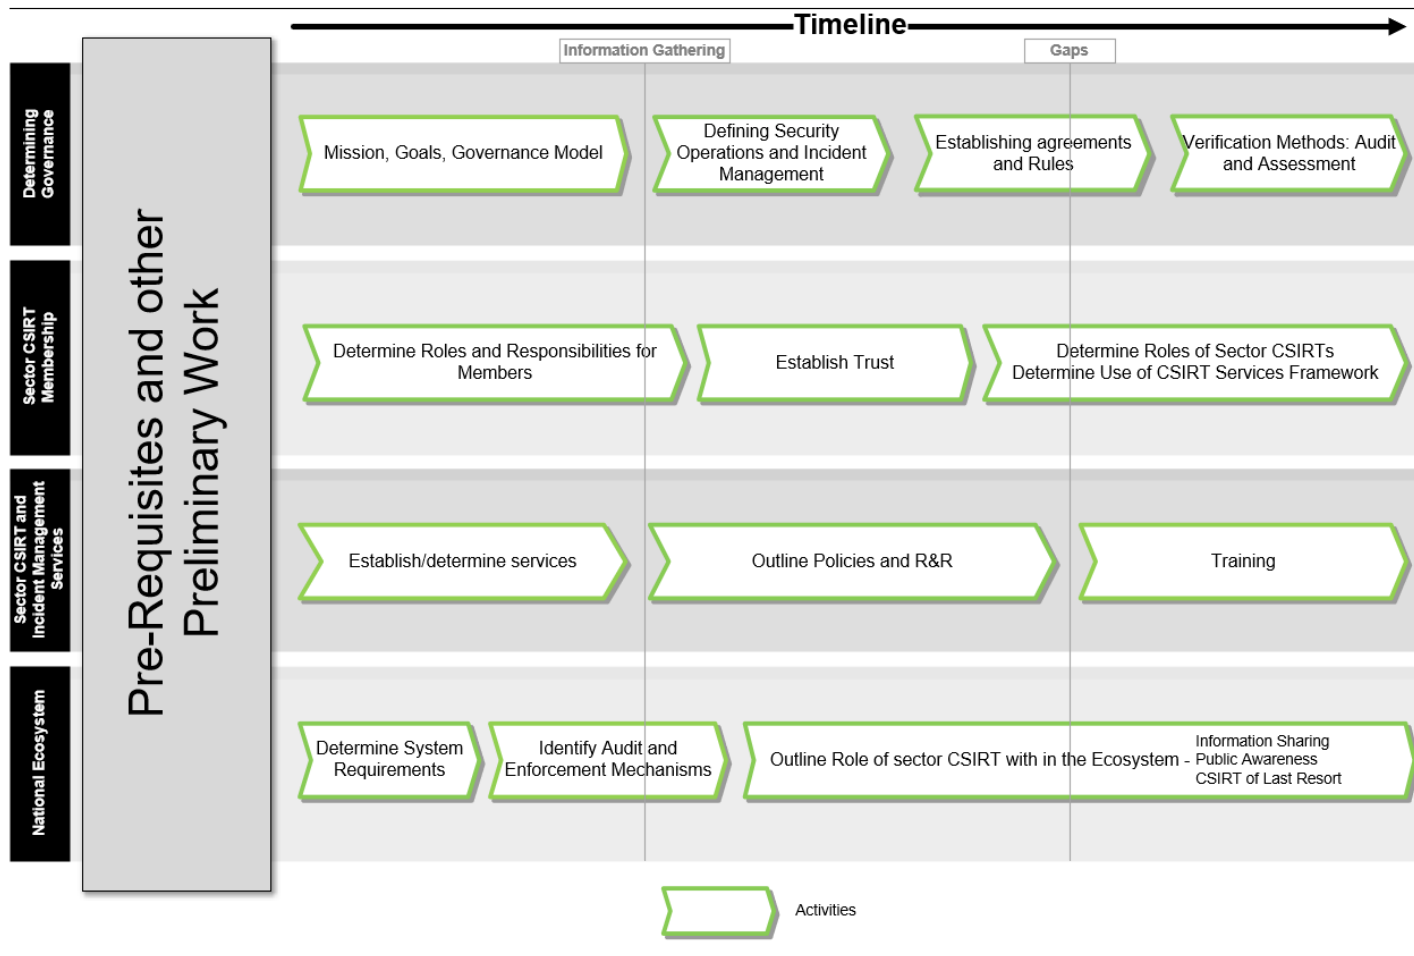 Timeline
Information Gathering
Gaps
Pre-Requisites and other
Preliminary Work
Determining
Governance
Mission, Goals, Governance Model
Defining Security
Operations and Incident
Management
Establishing agreements
and Rules
Verification Methods: Audit
and Assessment
Sector CSIRT
Membership
Determine Roles and Responsibilities for
Members
Establish Trust
Determine Roles of Sector CSIRTs
Determine Use of CSIRT Services Framework
Sector CSIRT and
Incident Management
Services
Establish/determine services
Outline Policies and R&R
Training
National Ecosystem
Determine System
Requirements
Identify Audit and
Enforcement Mechanisms
Outline Role of sector CSIRT with in the Ecosystem -
Information Sharing
Public Awareness
CSIRT of Last Resort
Activities